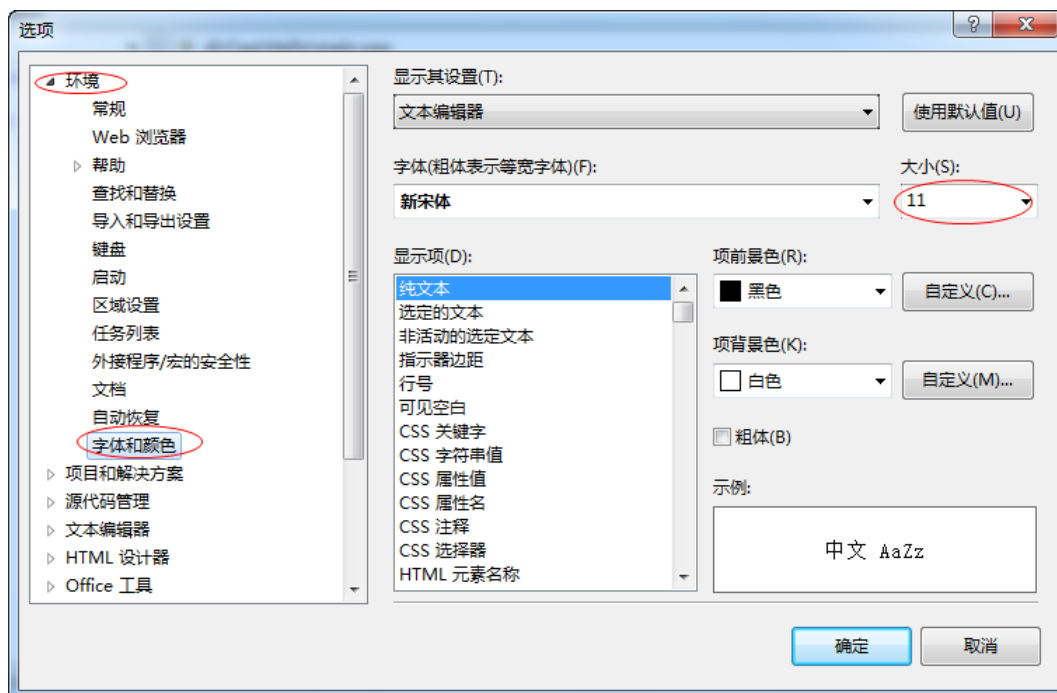 选项
环境
常规
Web 浏览器
帮助
查找和替换
导入和导出设置
键盘
启动
区域设置
任务列表
外接程序/宏的安全性
文档
自动恢复
字体和颜色
项目和解决方案
源代码管理
文本编辑器
HTML 设计器
Office 工具
显示其设置(T):
文本编辑器
使用默认值(U)
字体(粗体表示等宽字体)(F):
大小(S):
新宋体
11
显示项(D):
纯文本
选定的文本
非活动的选定文本
指示器边距
行号
可见空白
CSS 关键字
CSS 字符串值
CSS 属性值
CSS 属性名
CSS 注释
CSS 选择器
HTML 元素名称
项前景色(R):
黑色
自定义(C)...
项背景色(K):
白色
自定义(M)...
粗体(B)
示例:
中文 AaZz
确定
取消